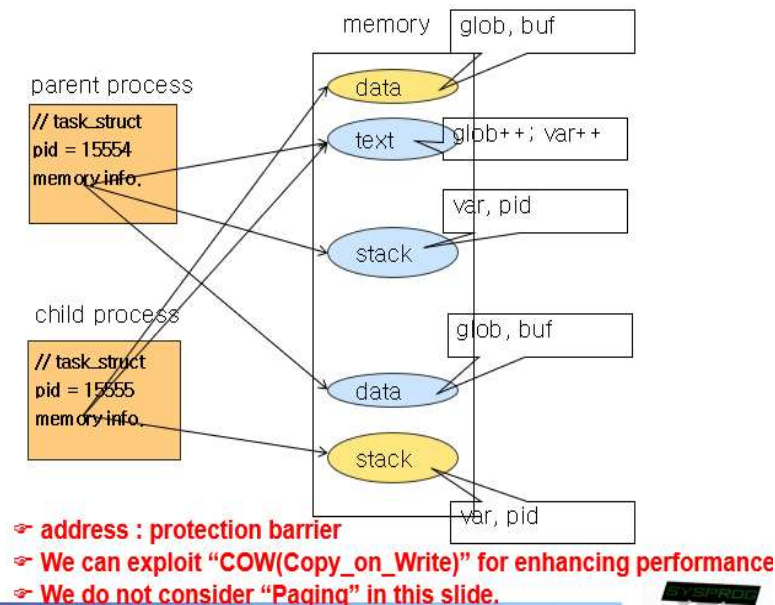 memory
glob, buf
parent process
data
// task_struct
pid = 15554
memory info.
text
glob++; var++
var, pid
stack
child process
glob, buf
// task_struct
pid = 15555
memory info.
data
stack
var, pid
☞ address : protection barrier
☞ We can exploit “COW(Copy_on_Write)” for enhancing performance
☞ We do not consider “Paging” in this slide.
SYSPROG